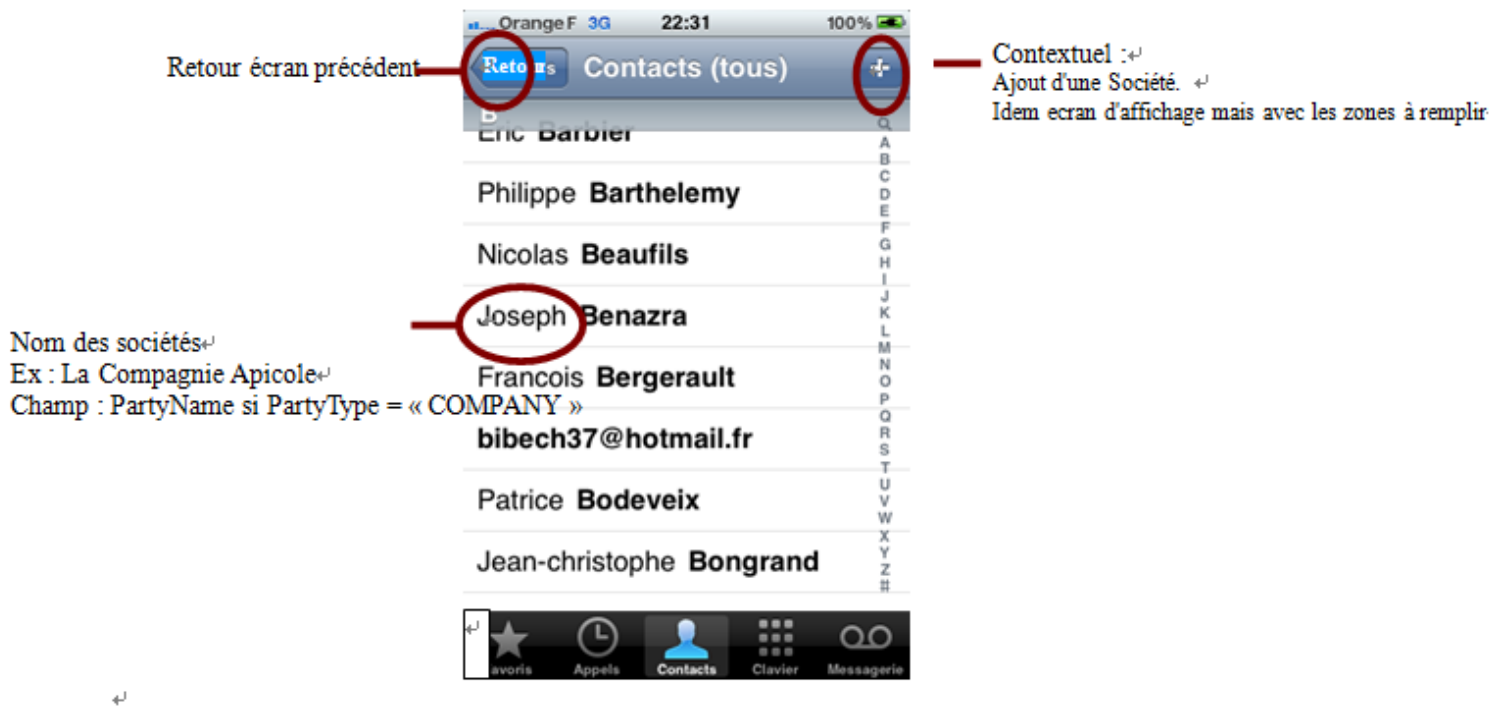 Orange F 3G 22:31 100%
Retour écran précédent
Retours Contacts (tous) +
Contextuel :
Ajout d'une Société.
Idem ecran d'affichage mais avec les zones à remplir
B
Eric Barbier
Philippe Barthelemy
Nicolas Beaufils
Joseph Benazra
Nom des sociétés
Ex : La Compagnie Apicole
Champ : PartyName si PartyType = « COMPANY »
Francois Bergerault
bibech37@hotmail.fr
Patrice Bodeveix
Jean-christophe Bongrand
A
B
C
D
E
F
G
H
I
J
K
L
M
N
O
P
Q
R
S
T
U
V
W
X
Y
Z
#
avoris Appels Contacts Clavier Messagerie